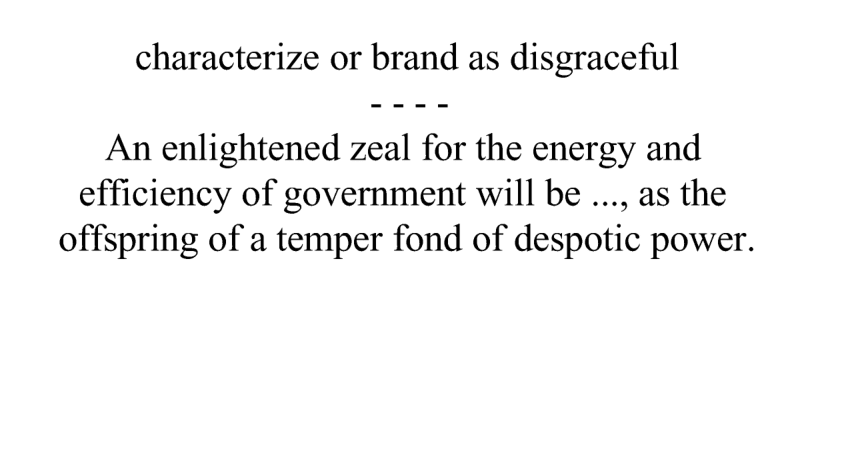 characterize or brand as disgraceful
- - - -
An enlightened zeal for the energy and
efficiency of government will be ..., as the
offspring of a temper fond of despotic power.